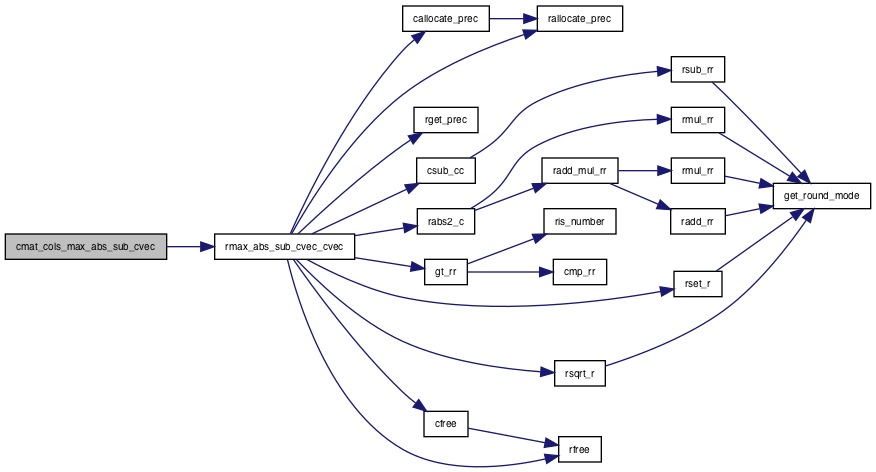 callocate_prec
rallocate_prec
rsub_rr
rget_prec
rmul_rr
csub_cc
radd_mul_rr
rmul_rr
get_round_mode
rabs2_c
ris_number
radd_rr
cmat_cols_max_abs_sub_cvec
rmax_abs_sub_cvec_cvec
gt_rr
cmp_rr
rset_r
rsqrt_r
cfree
rfree